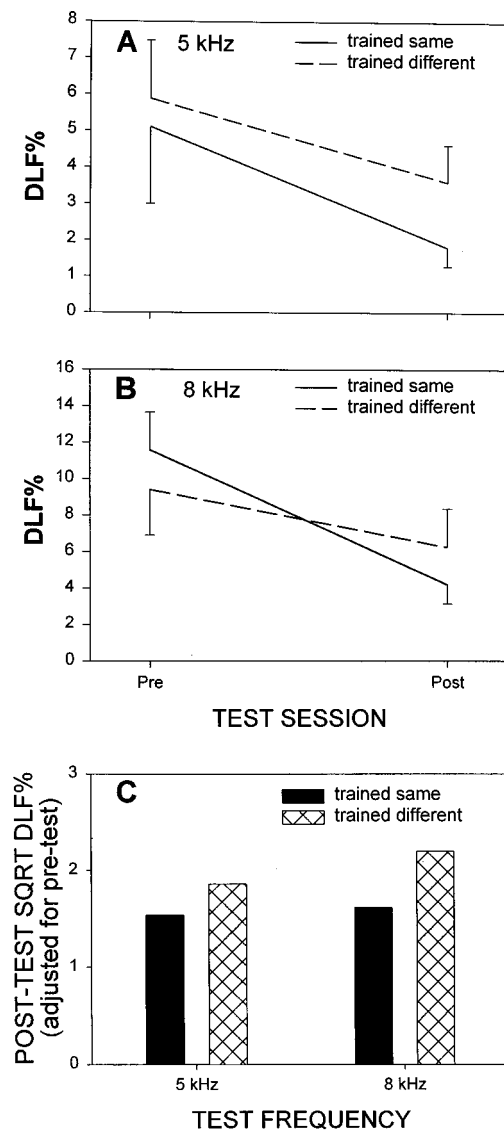 A 5 kHz
trained same
trained different
DLF%
8
7
6
5
4
3
2
1
0
B 8 kHz
trained same
trained different
DLF%
16
14
12
10
8
6
4
2
0
Pre Post
TEST SESSION
C
trained same
trained different
POST-TEST SQRT DLF%
(adjusted for pre-test)
3
2
1
0
5 kHz 8 kHz
TEST FREQUENCY